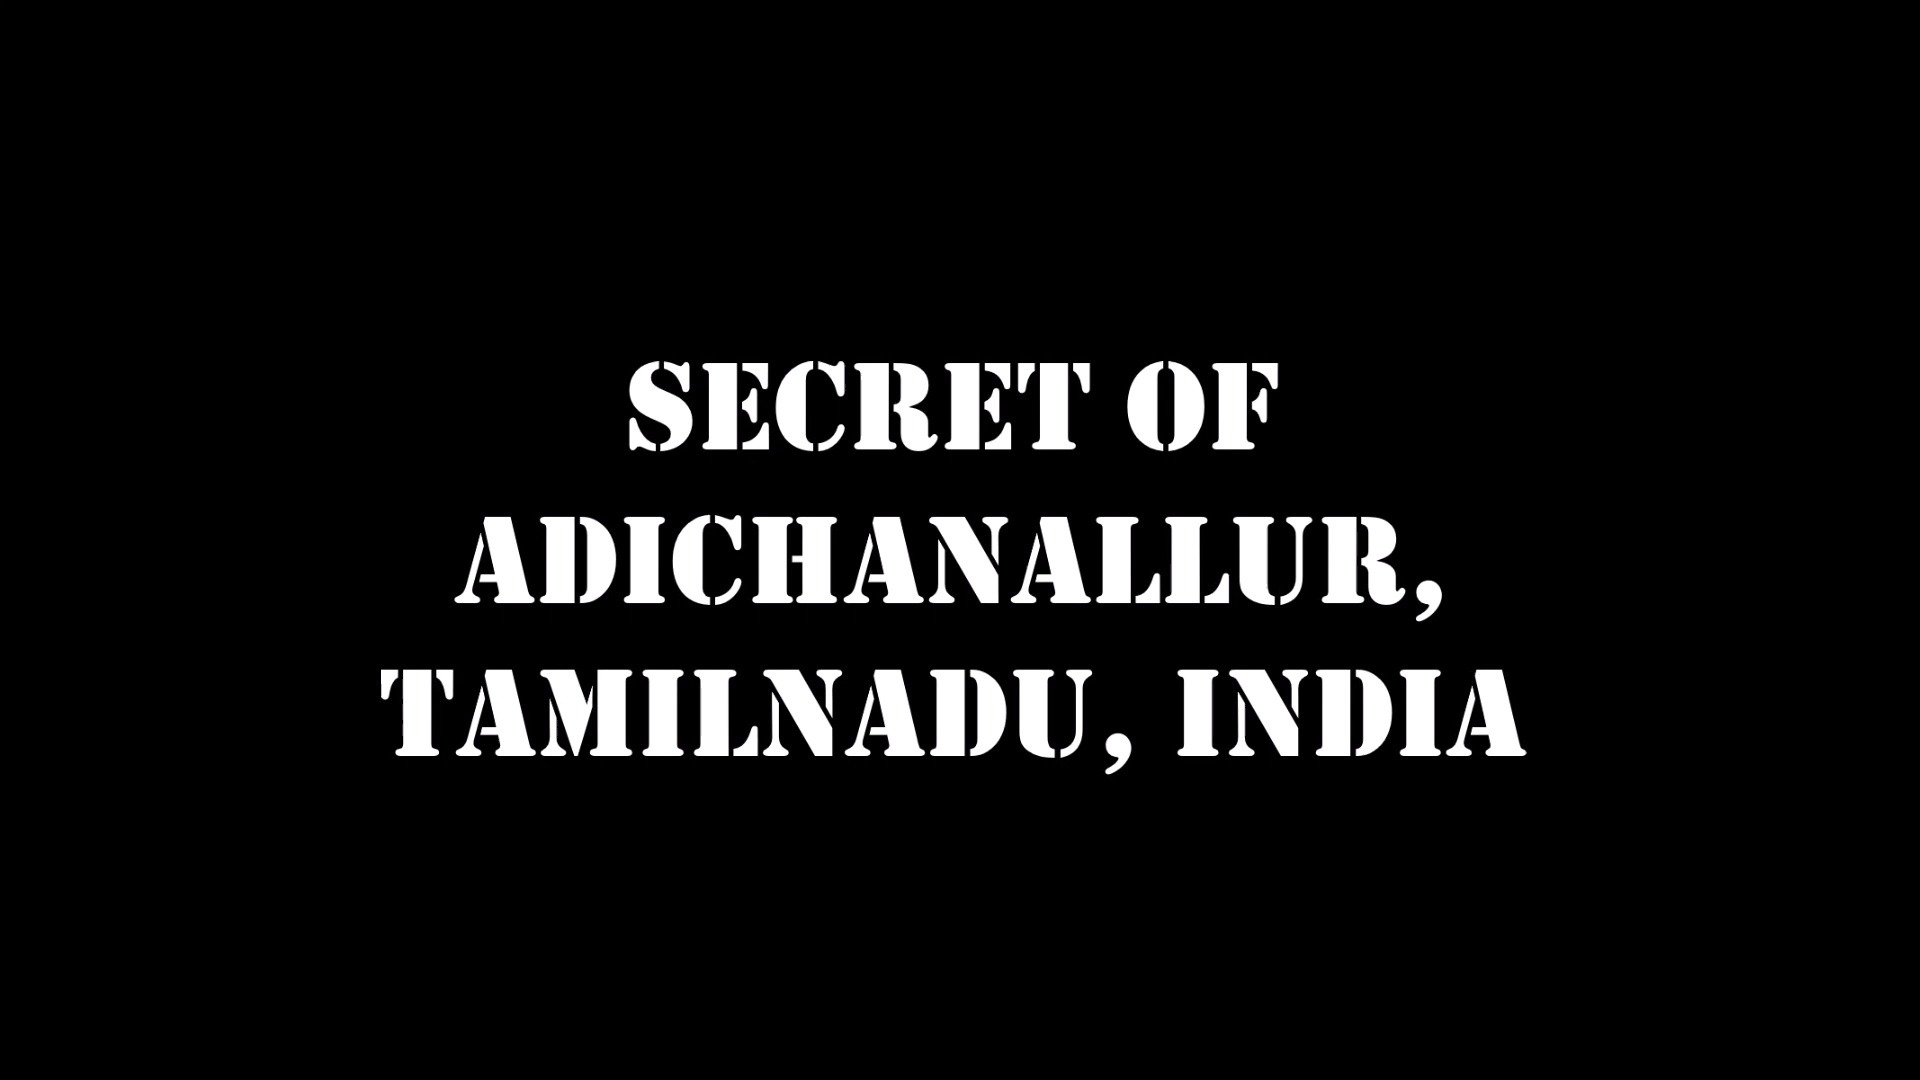 SECRET OF
ADICHANALLUR,
TAMILNADU, INDIA